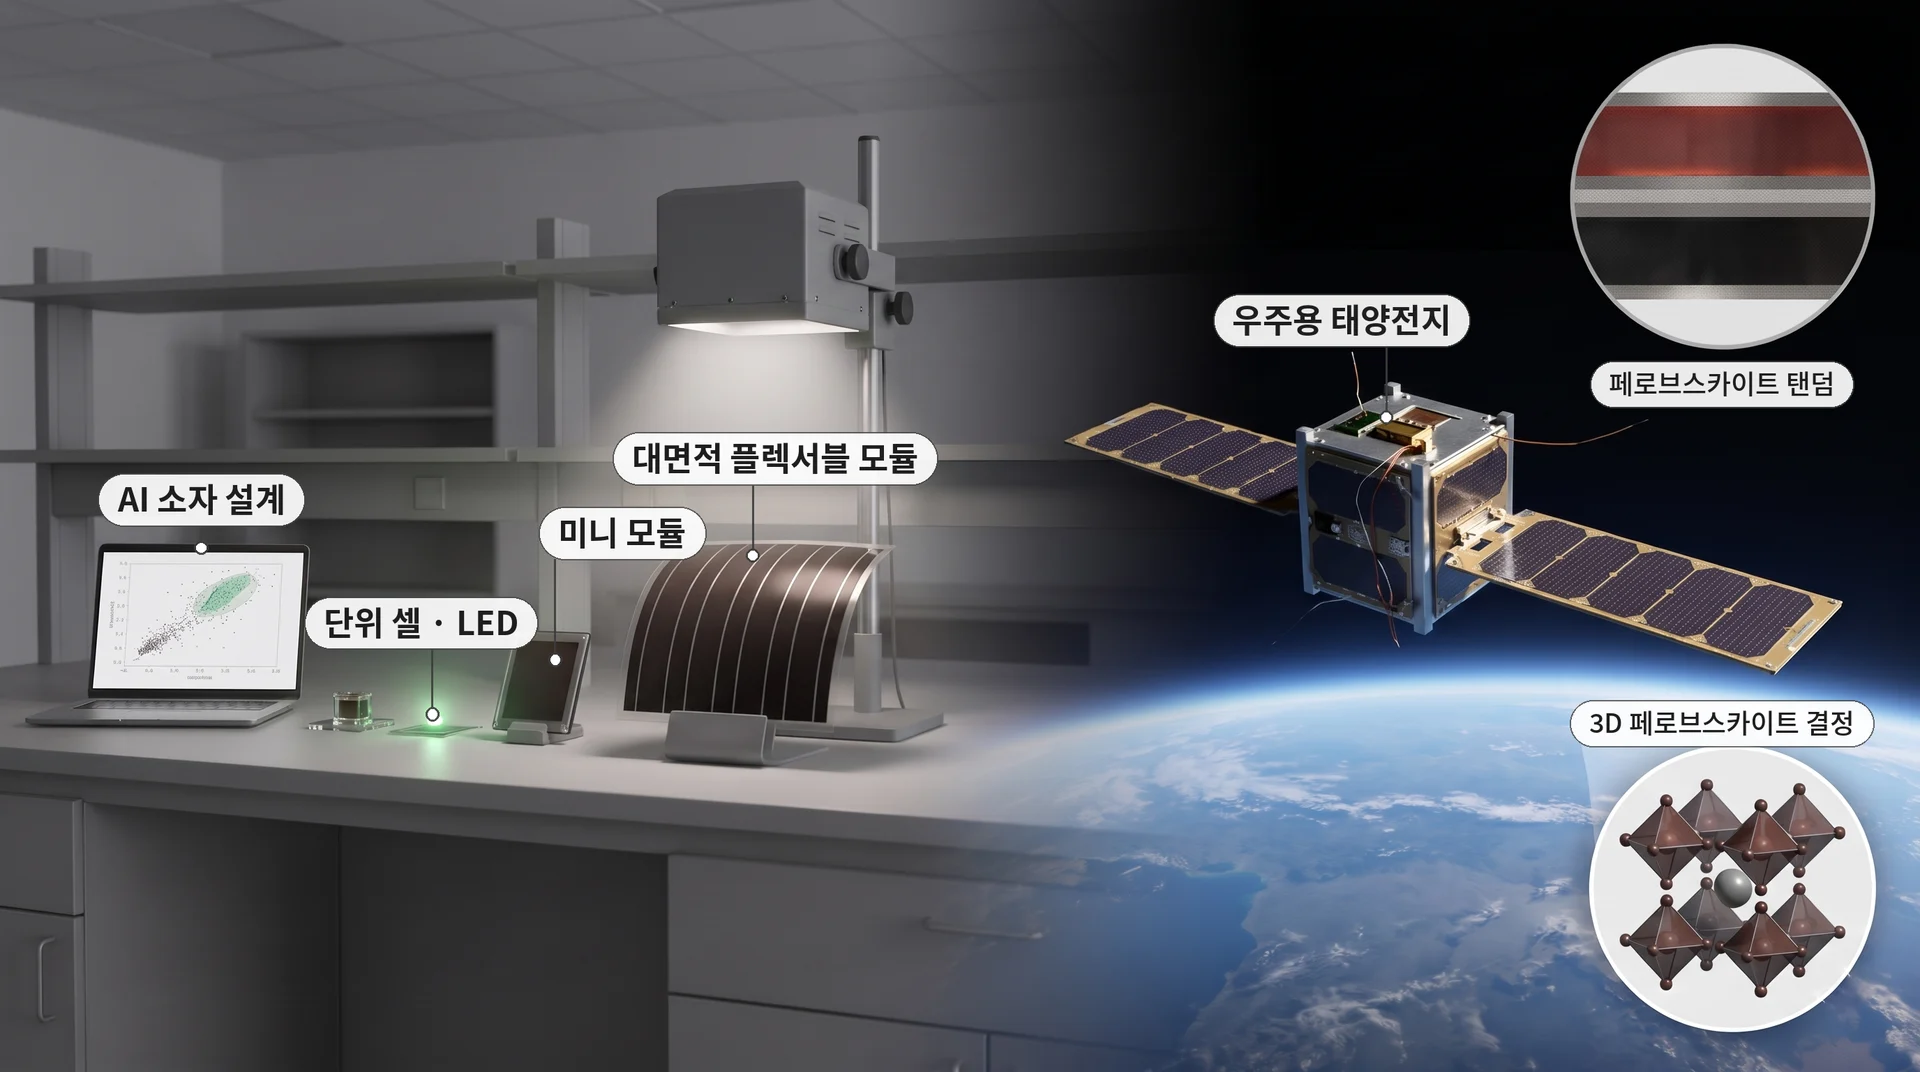 우주용 태양전지
페로브스카이트 탠덤
대면적 플렉서블 모듈
AI 소자 설계
미니 모듈
단위 셀 · LED
3D 페로브스카이트 결정